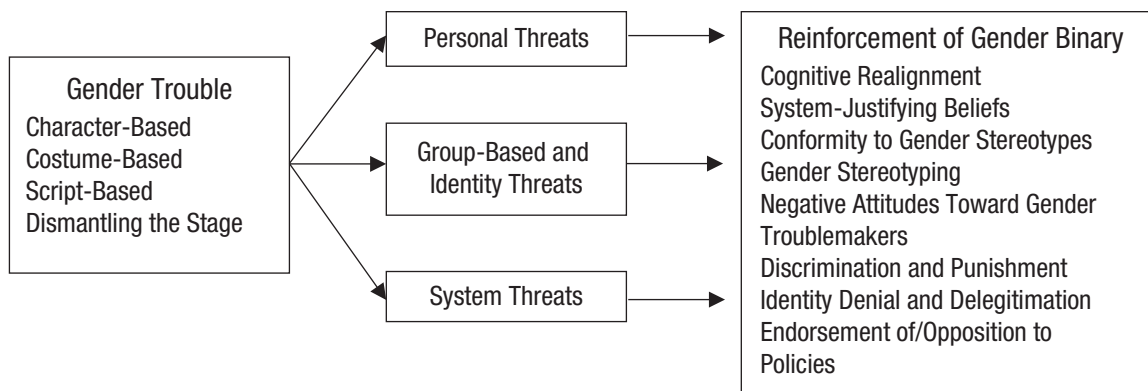 Gender Trouble
Character-Based
Costume-Based
Script-Based
Dismantling the Stage
Personal Threats
Group-Based and
Identity Threats
System Threats
Reinforcement of Gender Binary
Cognitive Realignment
System-Justifying Beliefs
Conformity to Gender Stereotypes
Gender Stereotyping
Negative Attitudes Toward Gender
Troublemakers
Discrimination and Punishment
Identity Denial and Delegitimation
Endorsement of/Opposition to
Policies